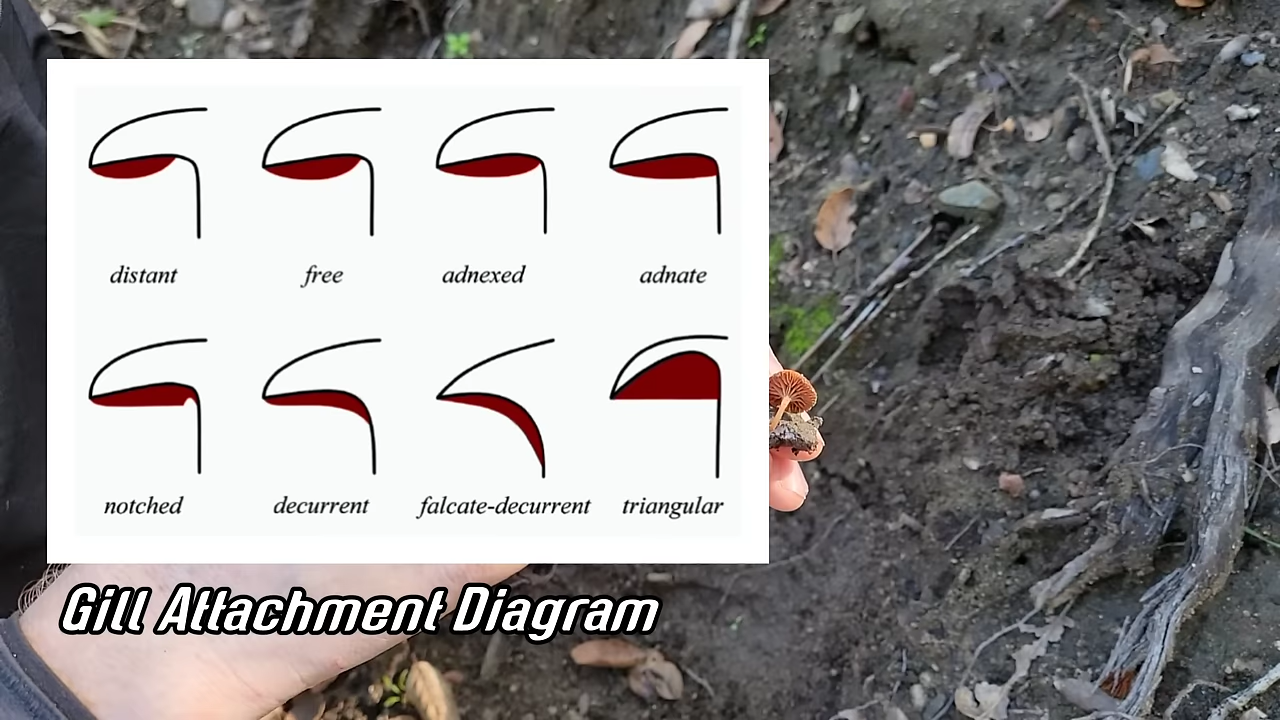 distant free adnexed adnate
notched decurrent falcate-decurrent triangular
Gill Attachment Diagram